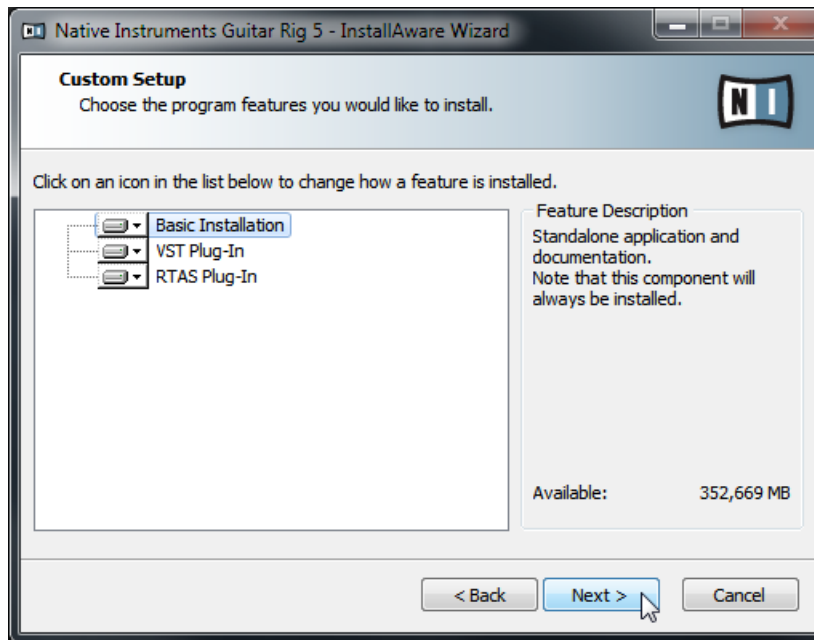 Native Instruments Guitar Rig 5 - InstallAware Wizard
Custom Setup
Choose the program features you would like to install.
N I
Click on an icon in the list below to change how a feature is installed.
Basic Installation
VST Plug-In
RTAS Plug-In
Feature Description
Standalone application and
documentation.
Note that this component will
always be installed.
Available: 352,669 MB
< Back Next > Cancel